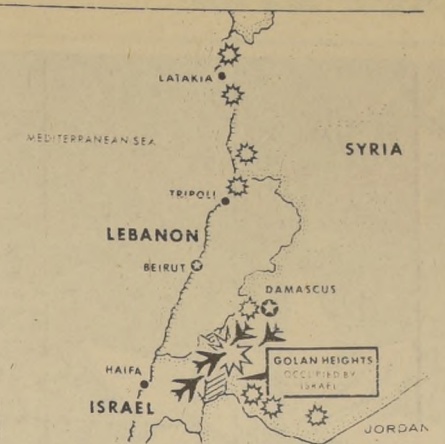 LATAKIA
MEDITERRANEAN SEA
SYRIA
TRIPOLI
LEBANON
BEIRUT
DAMASCUS
GOLAN HEIGHTS
OCCUPIED BY
ISRAEL
HAIFA
ISRAEL
JORDAN